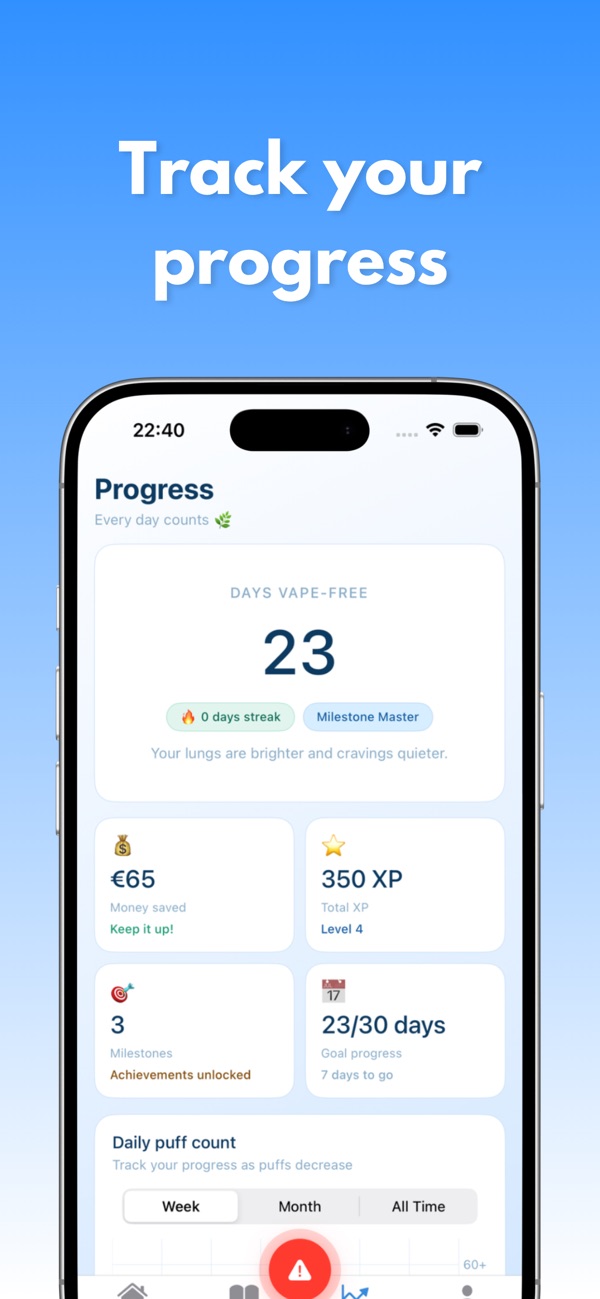 Track your
progress
22:40
Progress
Every day counts 🌿
DAYS VAPE-FREE
23
🔥 0 days streak
Milestone Master
Your lungs are brighter and cravings quieter.
€65
Money saved
Keep it up!
350 XP
Total XP
Level 4
3
Milestones
Achievements unlocked
17
23/30 days
Goal progress
7 days to go
Daily puff count
Track your progress as puffs decrease
Week Month All Time
60+